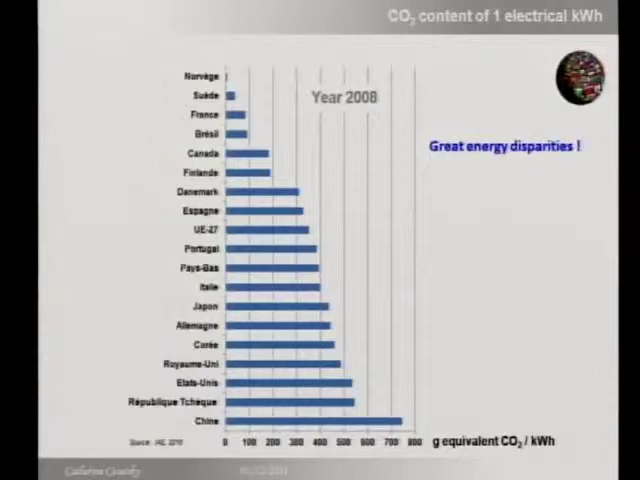 CO₂ content of 1 electrical kWh
Year 2008
Great energy disparities !
Norvège
Suède
France
Brésil
Canada
Finlande
Danemark
Espagne
UE-27
Portugal
Pays-Bas
Italie
Japon
Allemagne
Corée
Royaume-Uni
Etats-Unis
République Tchèque
Chine
0 100 200 300 400 500 600 700 800
g equivalent CO₂ / kWh
Source : 2010